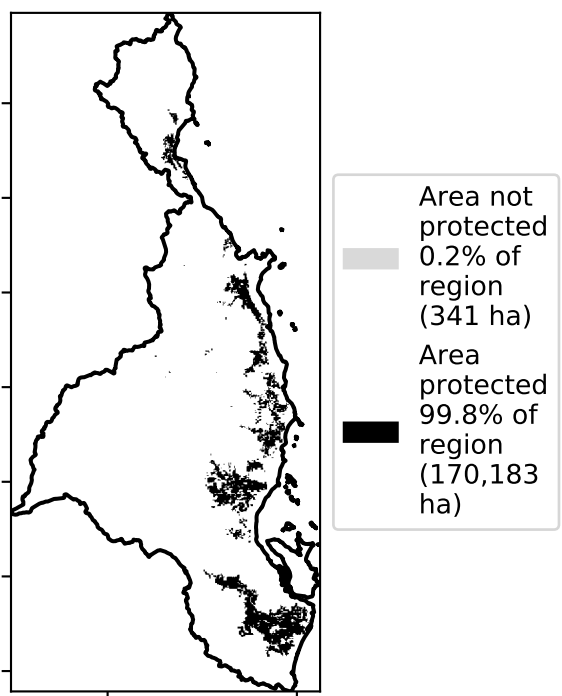 Area not
protected
0.2% of
region
(341 ha)
Area
protected
99.8% of
region
(170,183
ha)